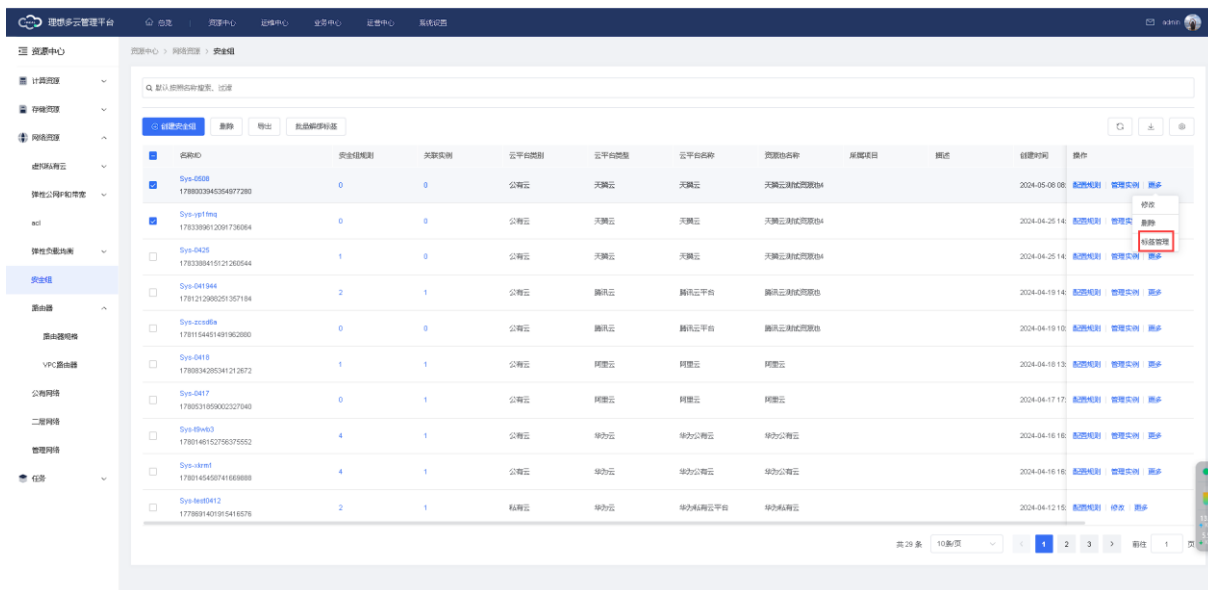 理想多云管理平台
总览 | 资源中心 运维中心 业务中心 运营中心 系统设置
admin
资源中心
资源中心 > 网络资源 > 安全组
计算资源
存储资源
网络资源
虚拟私有云
弹性公网IP和带宽
acl
弹性负载均衡
安全组
路由器
路由器规格
VPC路由器
公有网络
二层网络
管理网络
任务
默认按照名称搜索、过滤
创建安全组 删除 导出 批量解绑标签
名称/ID 安全组规则 关联实例 云平台类别 云平台类型 云平台名称 资源池名称 所属项目 描述 创建时间 操作
Sys-0508
1788003945354977280
0 0 公有云 天翼云 天翼云 天翼云测试资源池4 2024-05-08 08: 配置规则 管理实例 更多
修改
删除
标签管理
Sys-yp1fmq
1783389612091736064
0 0 公有云 天翼云 天翼云 天翼云测试资源池4 2024-04-25 14: 配置规则 管理实
Sys-0425
1783388415121260544
1 0 公有云 天翼云 天翼云 天翼云测试资源池4 2024-04-25 14: 配置规则 管理实例 更多
Sys-041944
1781212988251357184
2 1 公有云 腾讯云 腾讯云平台 腾讯云测试资源池 2024-04-19 14: 配置规则 管理实例 更多
Sys-zcsd6a
1781154451491962880
0 0 公有云 腾讯云 腾讯云平台 腾讯云测试资源池 2024-04-19 10: 配置规则 管理实例 更多
Sys-0418
1780834285341212672
1 1 公有云 阿里云 阿里云 阿里云 2024-04-18 13: 配置规则 管理实例 更多
Sys-0417
1780531859002327040
0 1 公有云 阿里云 阿里云 阿里云 2024-04-17 17: 配置规则 管理实例 更多
Sys-t9wtb3
1780146152756375552
4 1 公有云 华为云 华为公有云 华为公有云 2024-04-16 16: 配置规则 管理实例 更多
Sys-xkrm1
1780145458741669888
4 1 公有云 华为云 华为公有云 华为公有云 2024-04-16 16: 配置规则 管理实例 更多
Sys-test0412
1778691401915416576
2 1 私有云 华为云 华为私有云平台 华为私有云 2024-04-12 15: 配置规则 修改 更多
共 29 条 10条/页 < 1 2 3 > 前往 1 页